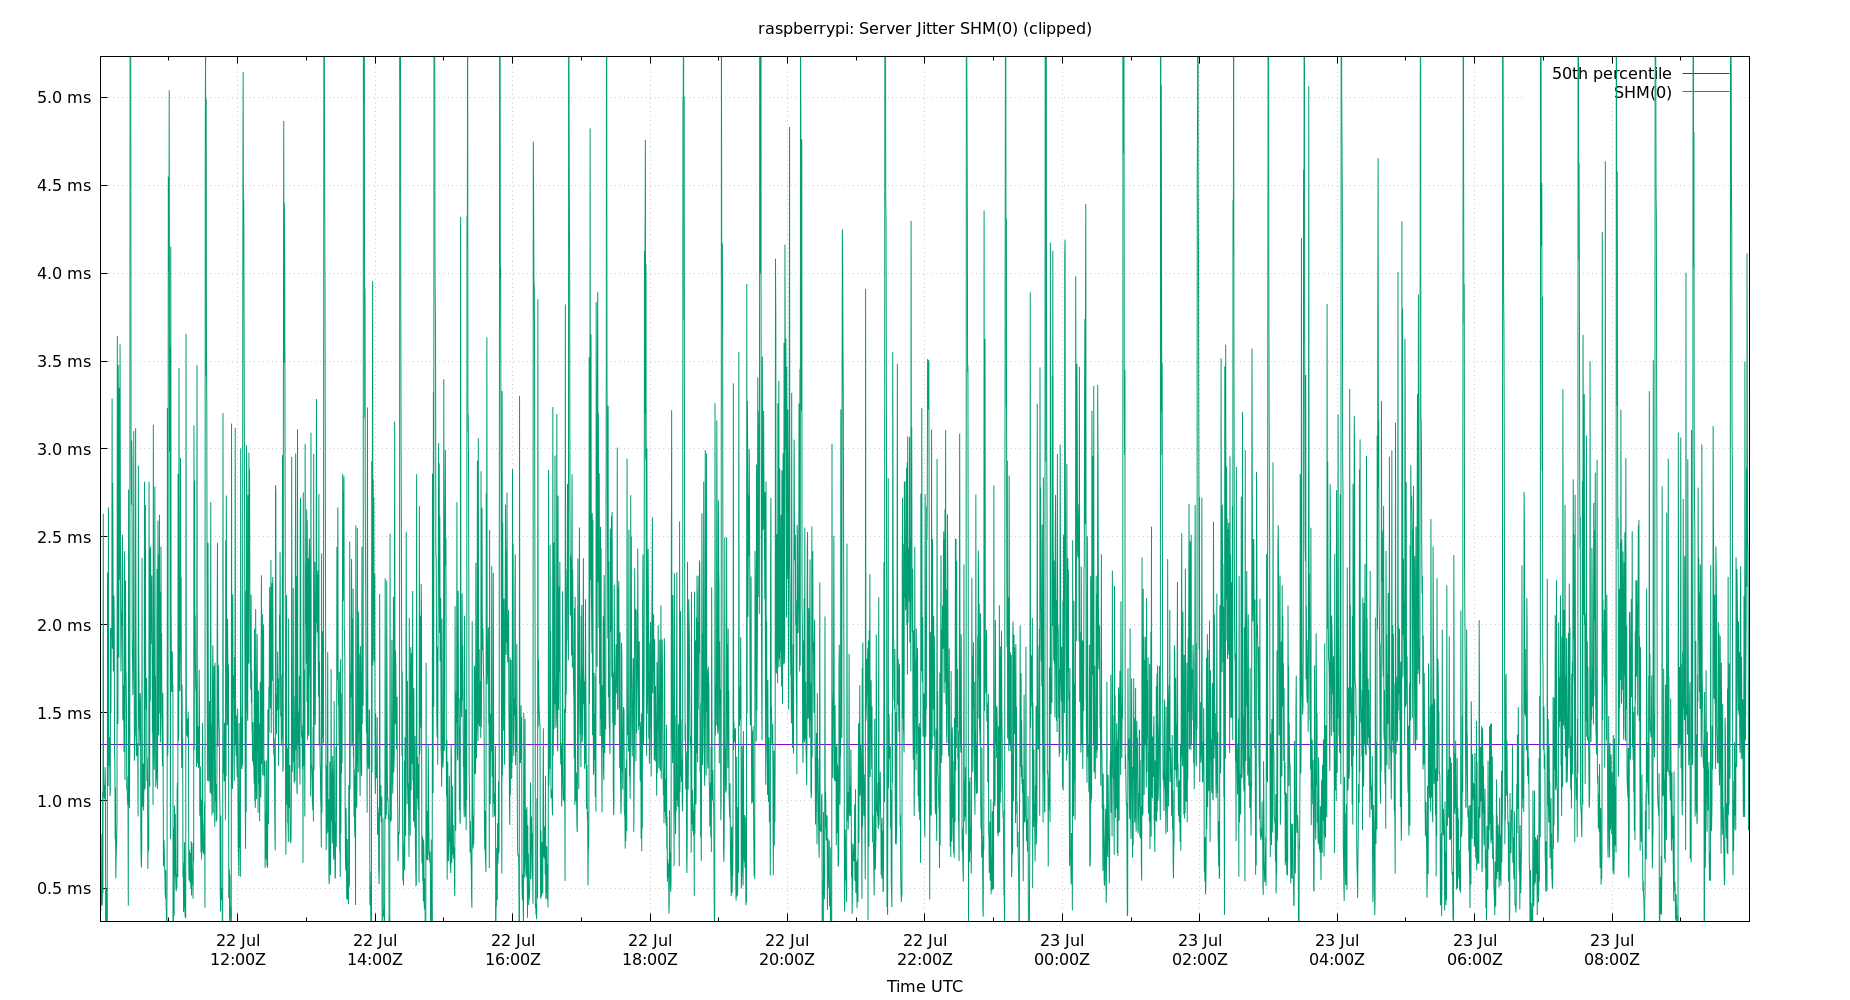 raspberrypi: Server Jitter SHM(0) (clipped)
50th percentile
SHM(0)
5.0 ms
4.5 ms
4.0 ms
3.5 ms
3.0 ms
2.5 ms
2.0 ms
1.5 ms
1.0 ms
0.5 ms
22 Jul 22 Jul 22 Jul 22 Jul 22 Jul 22 Jul 23 Jul 23 Jul 23 Jul 23 Jul 23 Jul
12:00Z 14:00Z 16:00Z 18:00Z 20:00Z 22:00Z 00:00Z 02:00Z 04:00Z 06:00Z 08:00Z
Time UTC